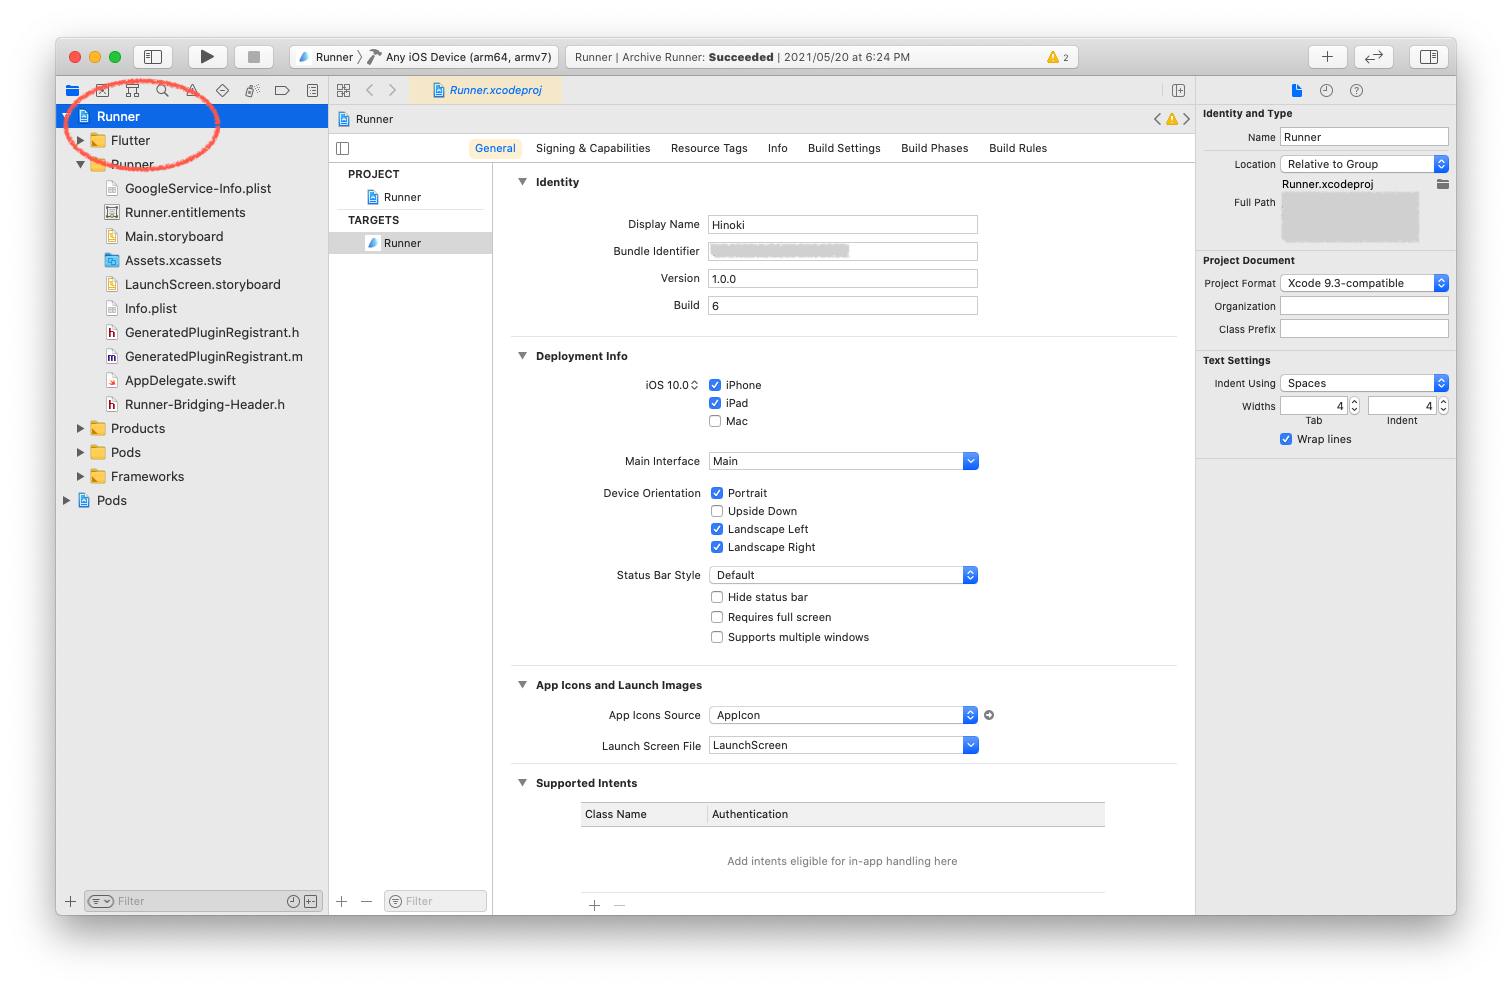 Runner
Any iOS Device (arm64, armv7)
Runner | Archive Runner: Succeeded | 2021/05/20 at 6:24 PM
2
Runner.xcodeproj
Runner
Flutter
Runner
GoogleService-Info.plist
Runner.entitlements
Main.storyboard
Assets.xcassets
LaunchScreen.storyboard
Info.plist
GeneratedPluginRegistrant.h
GeneratedPluginRegistrant.m
AppDelegate.swift
Runner-Bridging-Header.h
Products
Pods
Frameworks
Pods
Filter
Runner
General
Signing & Capabilities
Resource Tags
Info
Build Settings
Build Phases
Build Rules
PROJECT
Runner
TARGETS
Runner
Filter
Identity
Display Name Hinoki
Bundle Identifier
Version 1.0.0
Build 6
Deployment Info
iOS 10.0
iPhone
iPad
Mac
Main Interface Main
Device Orientation
Portrait
Upside Down
Landscape Left
Landscape Right
Status Bar Style Default
Hide status bar
Requires full screen
Supports multiple windows
App Icons and Launch Images
App Icons Source AppIcon
Launch Screen File LaunchScreen
Supported Intents
Class Name Authentication
Add intents eligible for in-app handling here
Identity and Type
Name Runner
Location Relative to Group
Runner.xcodeproj
Full Path
Project Document
Project Format Xcode 9.3-compatible
Organization
Class Prefix
Text Settings
Indent Using Spaces
Widths 4 4
Tab Indent
Wrap lines